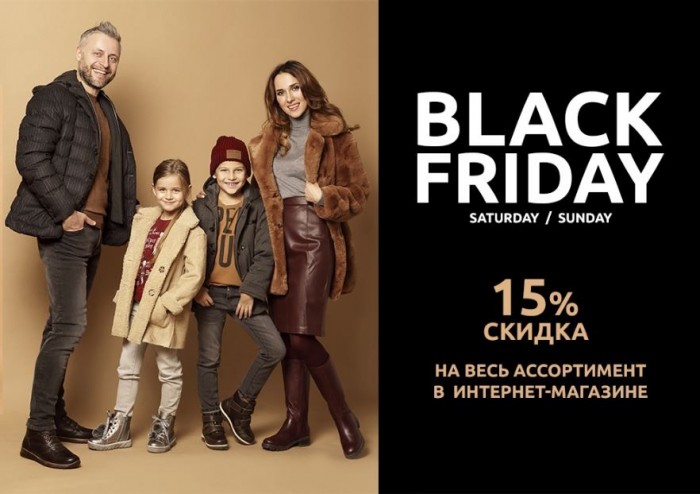 BLACK
FRIDAY
SATURDAY / SUNDAY
15%
СКИДКА
НА ВЕСЬ АССОРТИМЕНТ
В ИНТЕРНЕТ-МАГАЗИНЕ